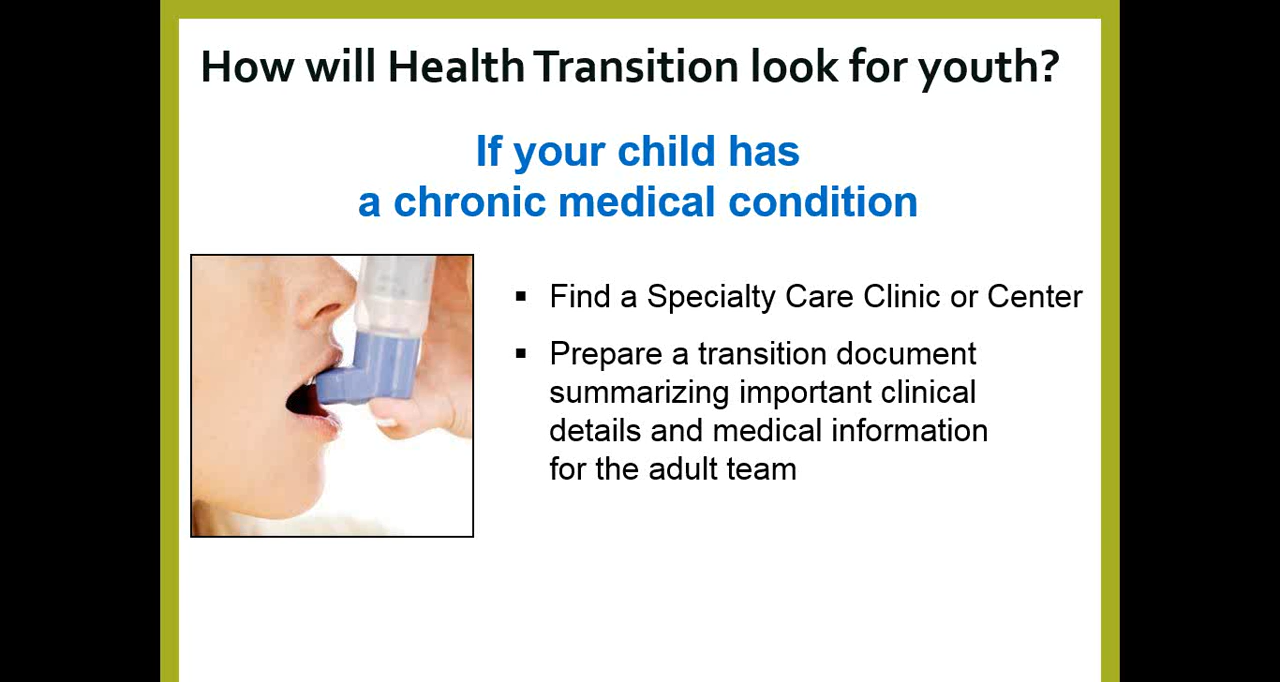 How will Health Transition look for youth?
If your child has
a chronic medical condition
▪ Find a Specialty Care Clinic or Center
▪ Prepare a transition document
summarizing important clinical
details and medical information
for the adult team